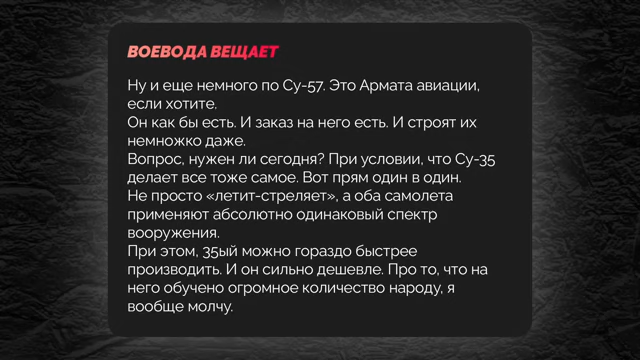 ВОЕВОДА ВЕЩАЕТ
Ну и еще немного по Су-57. Это Армата авиации,
если хотите.
Он как бы есть. И заказ на него есть. И строят их
немножко даже.
Вопрос, нужен ли сегодня? При условии, что Су-35
делает все тоже самое. Вот прям один в один.
Не просто «летит-стреляет», а оба самолета
применяют абсолютно одинаковый спектр
вооружения.
При этом, 35ый можно гораздо быстрее
производить. И он сильно дешевле. Про то, что на
него обучено огромное количество народу, я
вообще молчу.